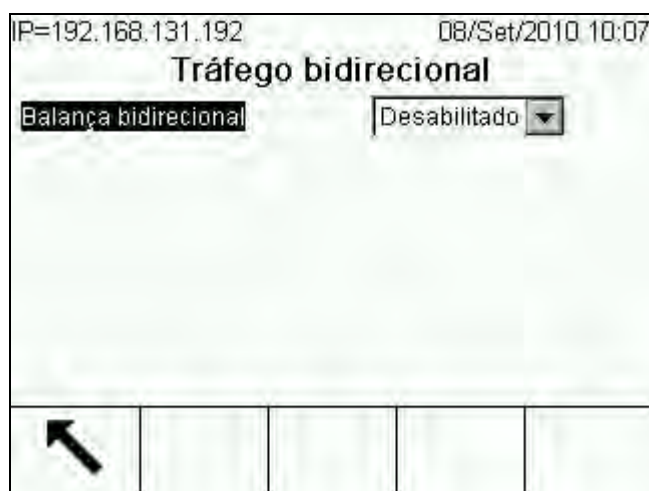 IP=192.168.131.192 08/Set/2010 10:07
Tráfego bidirecional
Balança bidirecional Desabilitado